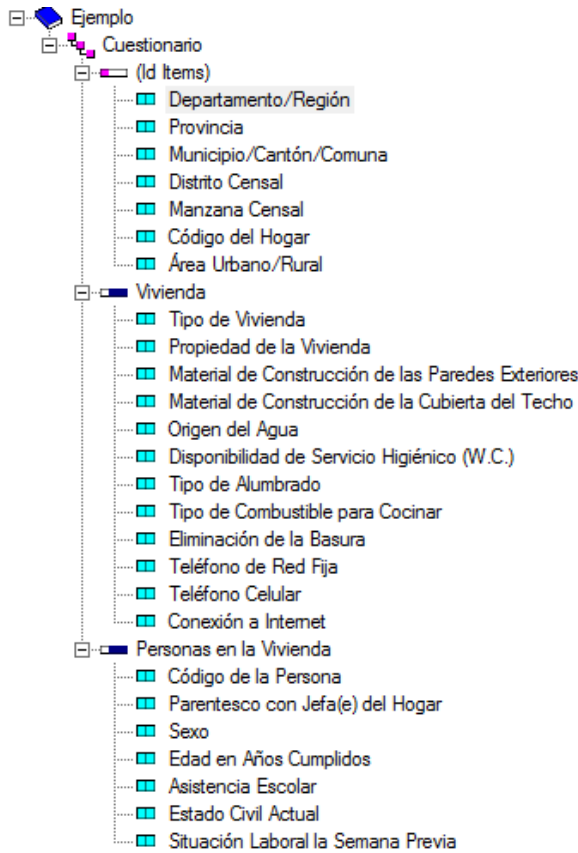 Ejemplo
Cuestionario
(Id Items)
Departamento/Región
Provincia
Municipio/Cantón/Comuna
Distrito Censal
Manzana Censal
Código del Hogar
Área Urbano/Rural
Vivienda
Tipo de Vivienda
Propiedad de la Vivienda
Material de Construcción de las Paredes Exteriores
Material de Construcción de la Cubierta del Techo
Origen del Agua
Disponibilidad de Servicio Higiénico (W.C.)
Tipo de Alumbrado
Tipo de Combustible para Cocinar
Eliminación de la Basura
Teléfono de Red Fija
Teléfono Celular
Conexión a Internet
Personas en la Vivienda
Código de la Persona
Parentesco con Jefa(e) del Hogar
Sexo
Edad en Años Cumplidos
Asistencia Escolar
Estado Civil Actual
Situación Laboral la Semana Previa